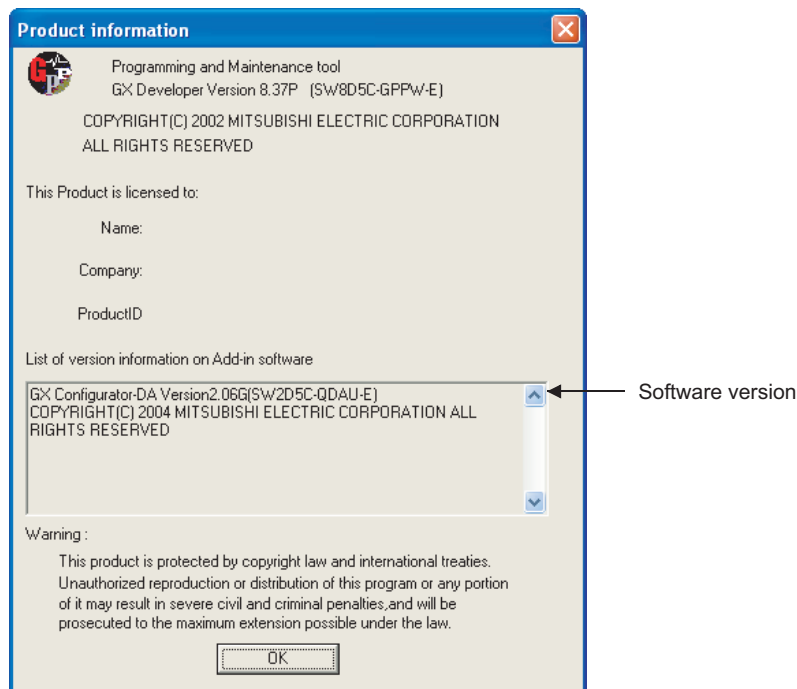 Product information
GPP
Programming and Maintenance tool
GX Developer Version 8.37P (SW8D5C-GPPW-E)
COPYRIGHT(C) 2002 MITSUBISHI ELECTRIC CORPORATION
ALL RIGHTS RESERVED
This Product is licensed to:
Name:
Company:
ProductID
List of version information on Add-in software
GX Configurator-DA Version2.06G(SW2D5C-QDAU-E)
COPYRIGHT(C) 2004 MITSUBISHI ELECTRIC CORPORATION ALL
RIGHTS RESERVED
Software version
Warning :
This product is protected by copyright law and international treaties.
Unauthorized reproduction or distribution of this program or any portion
of it may result in severe civil and criminal penalties,and will be
prosecuted to the maximum extension possible under the law.
OK